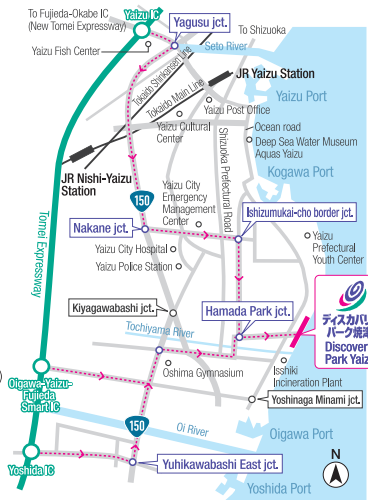 To Fujieda-Okabe IC
(New Tomei Expressway)
Yaizu IC
Yagusu jct.
To Shizuoka
Yaizu Fish Center
Seto River
Tokaido Shinkansen Line
Tokaido Main Line
JR Yaizu Station
Yaizu Port
Yaizu Post Office
Yaizu Cultural
Center
Shizuoka Prefectural Road
Ocean road
Deep Sea Water Museum
Aquas Yaizu
Kogawa Port
JR Nishi-Yaizu
Station
150
Yaizu City
Emergency
Management
Center
Ishizumukai-cho border jct.
Nakane jct.
Yaizu
Prefectural
Youth Center
Yaizu City Hospital
Yaizu Police Station
Tomei Expressway
Kiyagawabashi jct.
Hamada Park jct.
Tochiyama River
ディスカバリ
パーク焼津
Discover
Park Yaiz
Oshima Gymnasium
Isshiki
Incineration Plant
Oigawa-Yaizu-
Fujieda
Smart IC
Yoshinaga Minami jct.
150
Oi River
Oigawa Port
Yoshida IC
Yuhikawabashi East jct.
Yoshida Port
N